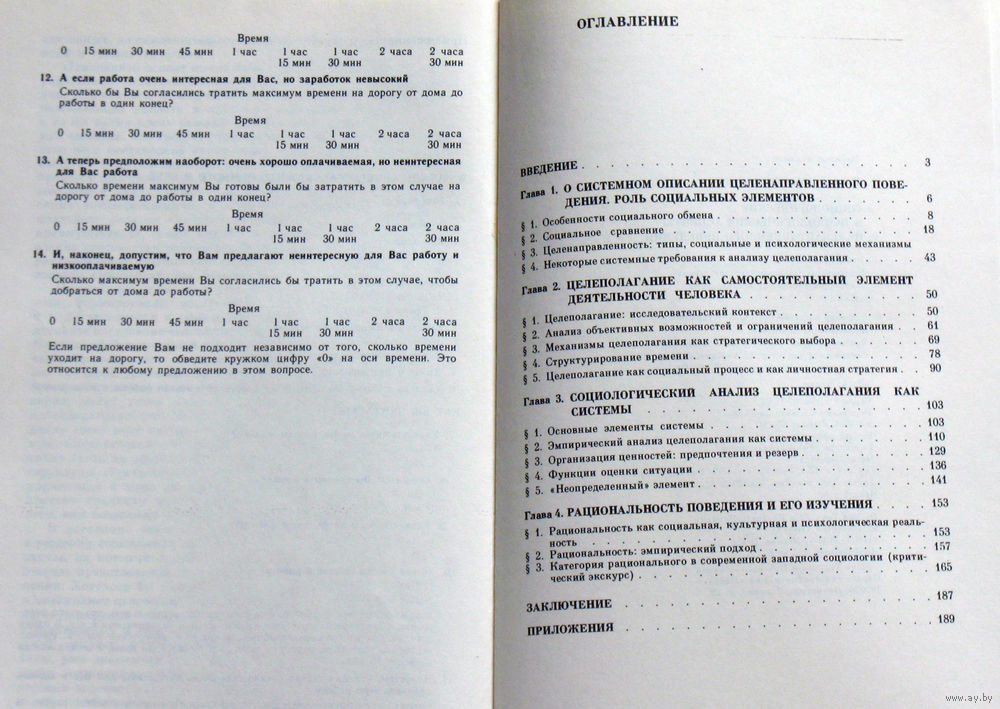 Время
0 15 мин 30 мин 45 мин 1 час 1 час 1 час 2 часа 2 часа
15 мин 30 мин 30 мин
12. А если работа очень интересная для Вас, но заработок невысокий
Сколько бы Вы согласились тратить максимум времени на дорогу от дома до
работы в один конец?
Время
0 15 мин 30 мин 45 мин 1 час 1 час 1 час 2 часа 2 часа
15 мин 30 мин 30 мин
13. А теперь предположим наоборот: очень хорошо оплачиваемая, но неинтересная
для Вас работа
Сколько времени максимум Вы готовы были бы затратить в этом случае на
дорогу от дома до работы в один конец?
Время
0 15 мин 30 мин 45 мин 1 час 1 час 1 час 2 часа 2 часа
15 мин 30 мин 30 мин
14. И, наконец, допустим, что Вам предлагают неинтересную для Вас работу и
низкооплачиваемую
Сколько максимум времени Вы согласились бы тратить в этом случае, чтобы
добраться от дома до работы?
Время
0 15 мин 30 мин 45 мин 1 час 1 час 1 час 2 часа 2 часа
15 мин 30 мин 30 мин
Если предложение Вам не подходит независимо от того, сколько времени
уходит на дорогу, то обведите кружком цифру «0» на оси времени. Это
относится к любому предложению в этом вопросе.
ОГЛАВЛЕНИЕ
ВВЕДЕНИЕ . . . . . . . . . . 3
Глава 1. О СИСТЕМНОМ ОПИСАНИИ ЦЕЛЕНАПРАВЛЕННОГО ПОВЕ-
ДЕНИЯ. РОЛЬ СОЦИАЛЬНЫХ ЭЛЕМЕНТОВ . . . . . . 6
§ 1. Особенности социального обмена . . . . . . . . 8
§ 2. Социальное сравнение . . . . . . . . 18
§ 3. Целенаправленность: типы, социальные и психологические механизмы
§ 4. Некоторые системные требования к анализу целеполагания . . . . 43
Глава 2. ЦЕЛЕПОЛАГАНИЕ КАК САМОСТОЯТЕЛЬНЫЙ ЭЛЕМЕНТ
ДЕЯТЕЛЬНОСТИ ЧЕЛОВЕКА . . . . . . . . 50
§ 1. Целеполагание: исследовательский контекст . . . . . . 50
§ 2. Анализ объективных возможностей и ограничений целеполагания . . 61
§ 3. Механизмы целеполагания как стратегического выбора . . . . 69
§ 4. Структурирование времени . . . . . . . . 78
§ 5. Целеполагание как социальный процесс и как личностная стратегия . . 90
Глава 3. СОЦИОЛОГИЧЕСКИЙ АНАЛИЗ ЦЕЛЕПОЛАГАНИЯ КАК
СИСТЕМЫ . . . . . . . . . . 103
§ 1. Основные элементы системы . . . . . . . . 103
§ 2. Эмпирический анализ целеполагания как системы . . . . . 110
§ 3. Организация ценностей: предпочтения и резерв . . . . . 129
§ 4. Функции оценки ситуации . . . . . . . . 136
§ 5. «Неопределенный» элемент . . . . . . . . 141
Глава 4. РАЦИОНАЛЬНОСТЬ ПОВЕДЕНИЯ И ЕГО ИЗУЧЕНИЯ . . . . 153
§ 1. Рациональность как социальная, культурная и психологическая реаль-
ность . . . . . . . . . . 153
§ 2. Рациональность: эмпирический подход . . . . . . . 157
§ 3. Категория рационального в современной западной социологии (крити-
ческий экскурс) . . . . . . . . . . 165
ЗАКЛЮЧЕНИЕ . . . . . . . . . . 187
ПРИЛОЖЕНИЯ . . . . . . . . . . 189
www.ay.by